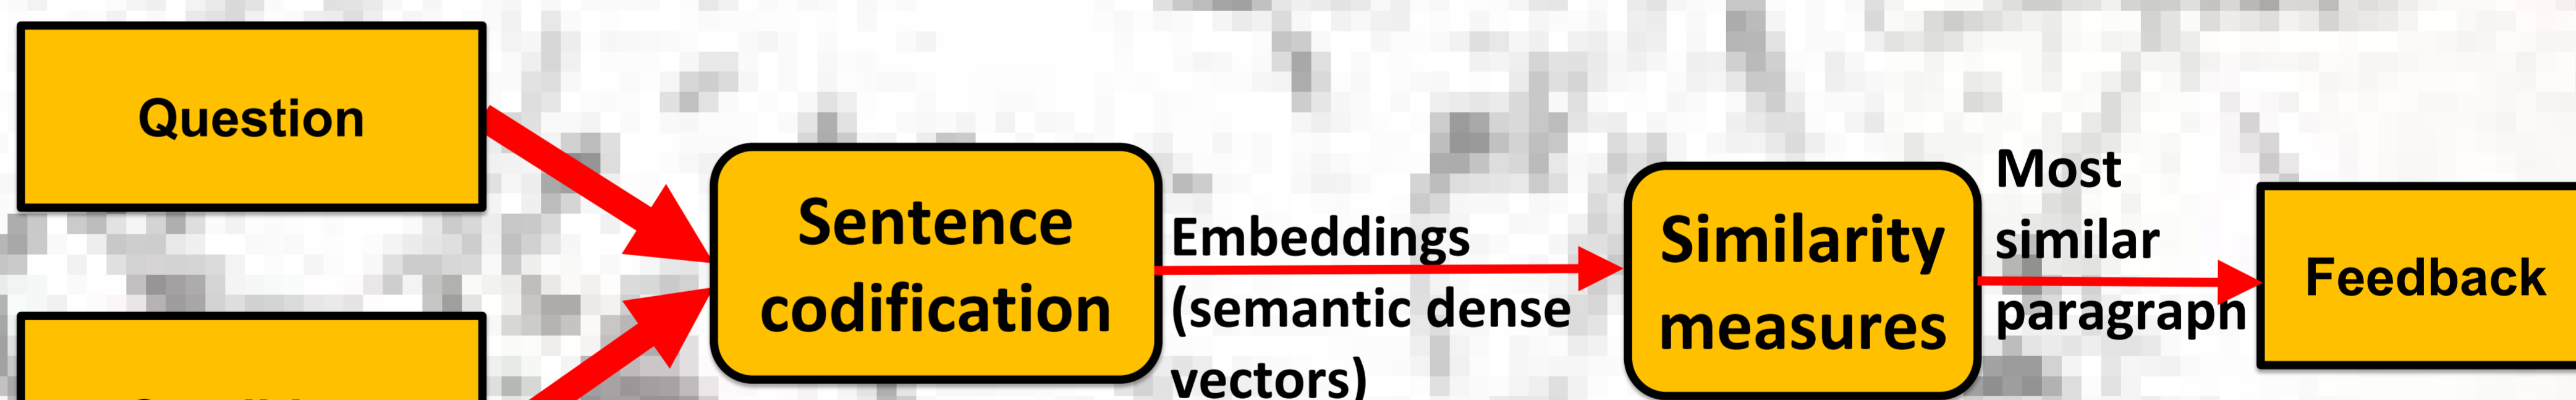 Question
Sentence
codification
Embeddings
(semantic dense
vectors)
Similarity
measures
Most
similar
paragraph
Feedback